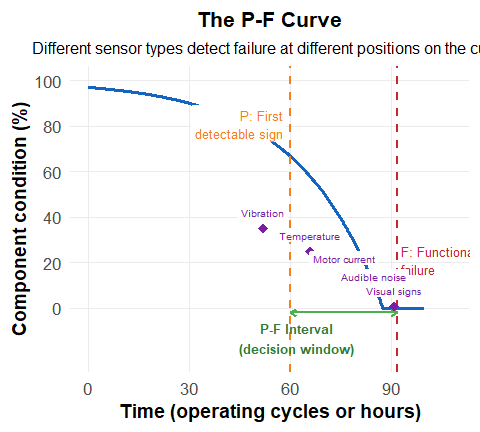 The P-F Curve
Different sensor types detect failure at different positions on the cu
Component condition (%)
100
80
60
40
20
0
P: First
detectable sign
Vibration
Temperature
Motor current
Audible noise
Visual signs
F: Functiona
failure
P-F Interval
(decision window)
0
30
60
90
Time (operating cycles or hours)